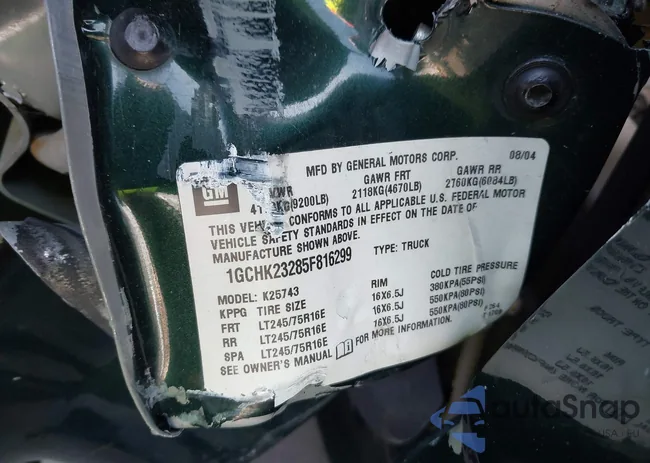 MFD BY GENERAL MOTORS CORP. 08/04
GM GAWR FRT GAWR RR
(9200LB) 2118KG(4670LB) 2760KG(6084LB)
THIS CONFORMS TO ALL APPLICABLE U.S. FEDERAL MOTOR
VEHICLE SAFETY STANDARDS IN EFFECT ON THE DATE OF
MANUFACTURE SHOWN ABOVE.
1GCHK23285F816299 TYPE: TRUCK
MODEL: K25743
KPPG TIRE SIZE RIM COLD TIRE PRESSURE
FRT LT245/75R16E 16X6.5J 380KPA(55PSI)
RR LT245/75R16E 16X6.5J 550KPA(80PSI)
SPA LT245/75R16E 16X6.5J 550KPA(80PSI)
SEE OWNER'S MANUAL FOR MORE INFORMATION.
autoSnap